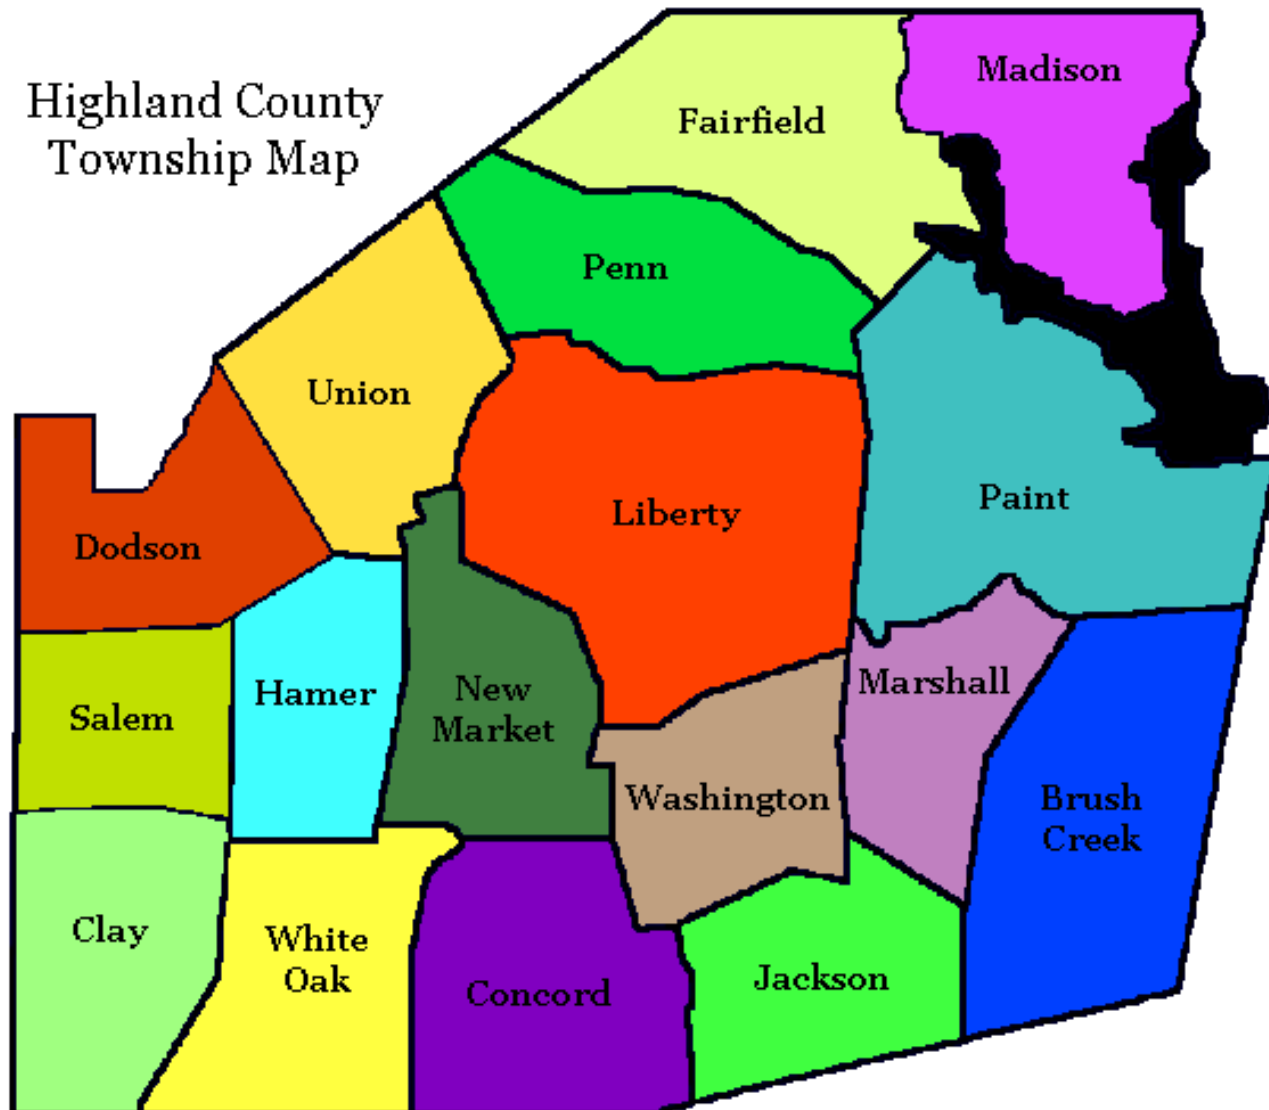 Highland County
Township Map
Madison
Fairfield
Penn
Union
Liberty
Paint
Dodson
Hamer
New
Market
Marshall
Salem
Washington
Brush
Creek
Clay
White
Oak
Concord
Jackson